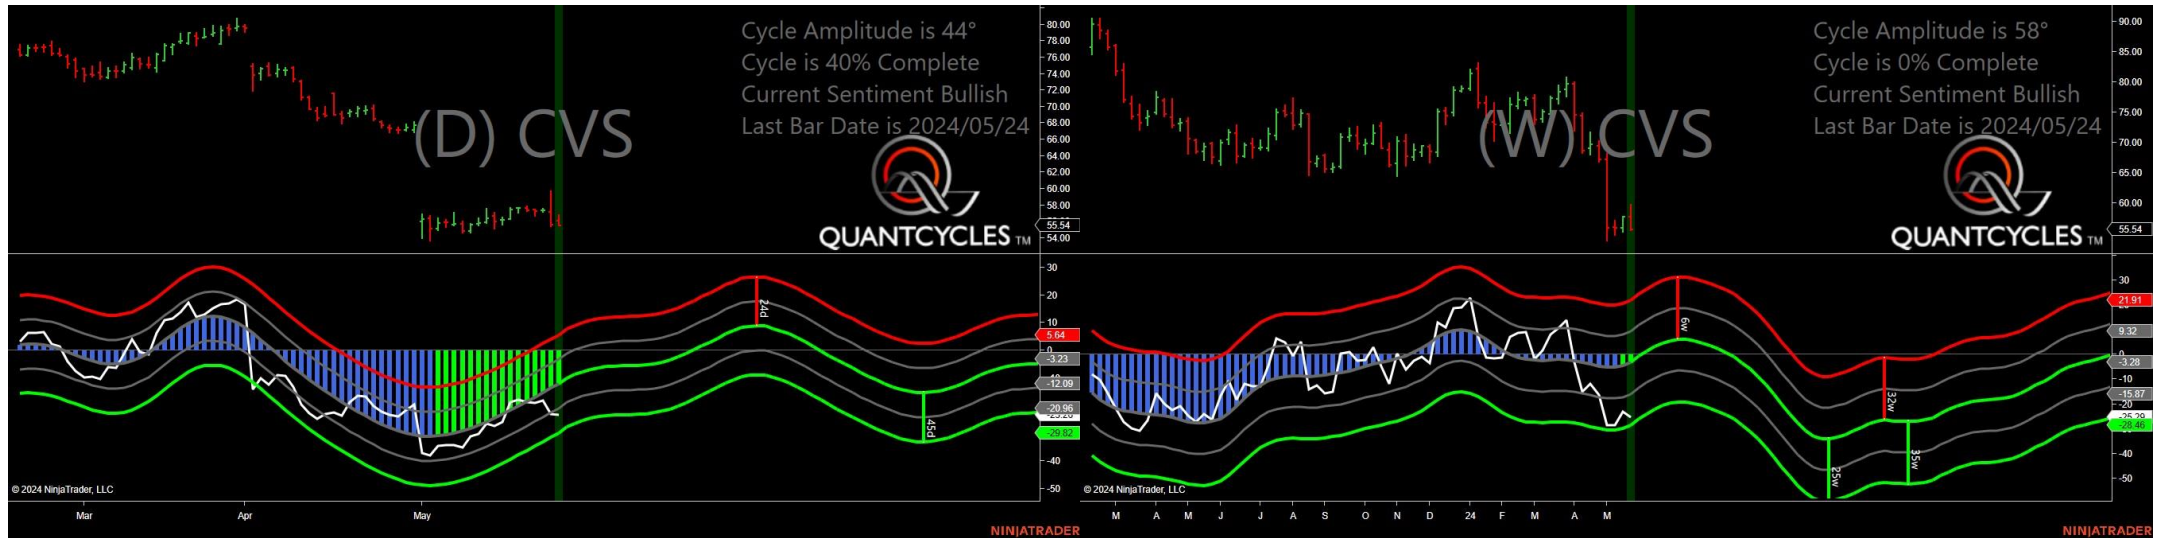 Cycle Amplitude is 44°
Cycle is 40% Complete
Current Sentiment Bullish
Last Bar Date is 2024/05/24
(D) CVS
QUANTCYCLES TM
80.00
78.00
76.00
74.00
72.00
70.00
68.00
66.00
64.00
62.00
60.00
58.00
55.54
54.00
30
20
10
5.64
0
-3.23
-12.09
-20.96
-29.82
-40
-50
24d
45d
© 2024 NinjaTrader, LLC
Mar
Apr
May
NINJATRADER
Cycle Amplitude is 58°
Cycle is 0% Complete
Current Sentiment Bullish
Last Bar Date is 2024/05/24
(W) CVS
QUANTCYCLES TM
90.00
85.00
80.00
75.00
70.00
65.00
60.00
55.54
30
21.91
9.32
-3.28
-10
-15.87
-20
-25.29
-28.46
-40
-50
6w
32w
25w
35w
© 2024 NinjaTrader, LLC
M A M J J A S O N D 24 F M A M
NINJATRADER